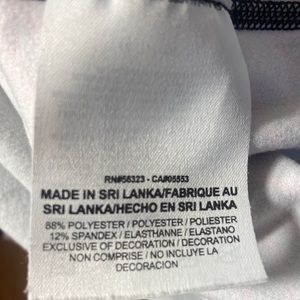 RN#56323 - CA#05553
MADE IN SRI LANKA/FABRIQUE AU
SRI LANKA/HECHO EN SRI LANKA
88% POLYESTER / POLYESTER / POLIESTER
12% SPANDEX / ELASTHANNE / ELASTANO
EXCLUSIVE OF DECORATION / DECORATION
NON COMPRISE / NO INCLUYE LA
DECORACION